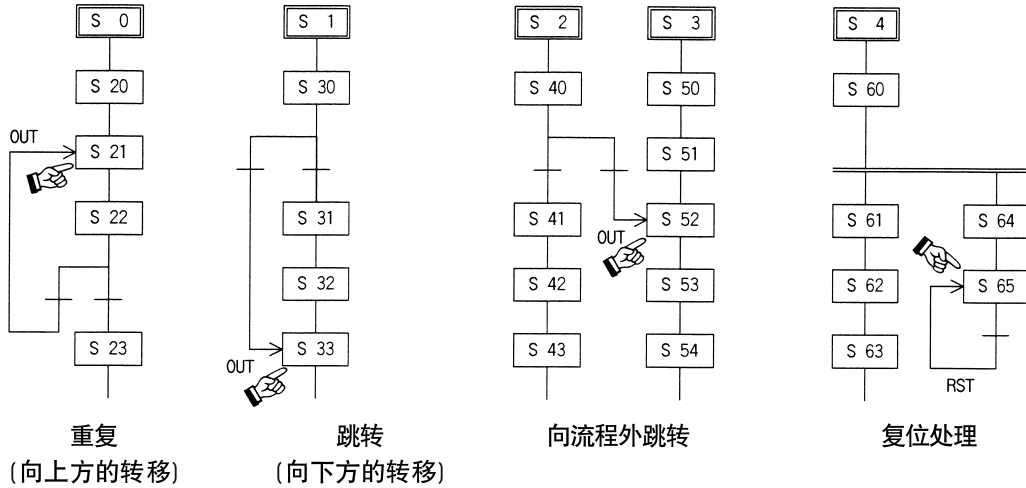 S 0
S 20
OUT
S 21
S 22
S 23
重复
(向上方的转移)
S 1
S 30
S 31
S 32
S 33
OUT
跳转
(向下方的转移)
S 2
S 40
S 41
S 42
S 43
S 3
S 50
S 51
S 52
OUT
S 53
S 54
向流程外跳转
S 4
S 60
S 61
S 62
S 63
S 64
S 65
RST
复位处理